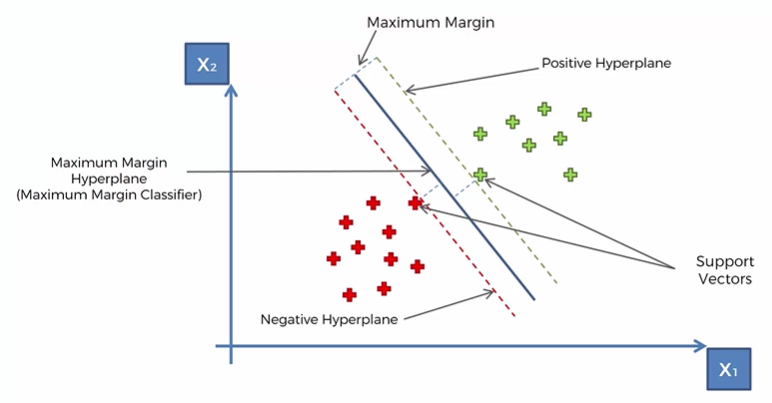 Maximum Margin
X₂
Positive Hyperplane
Maximum Margin
Hyperplane
(Maximum Margin Classifier)
Support
Vectors
Negative Hyperplane
X₁